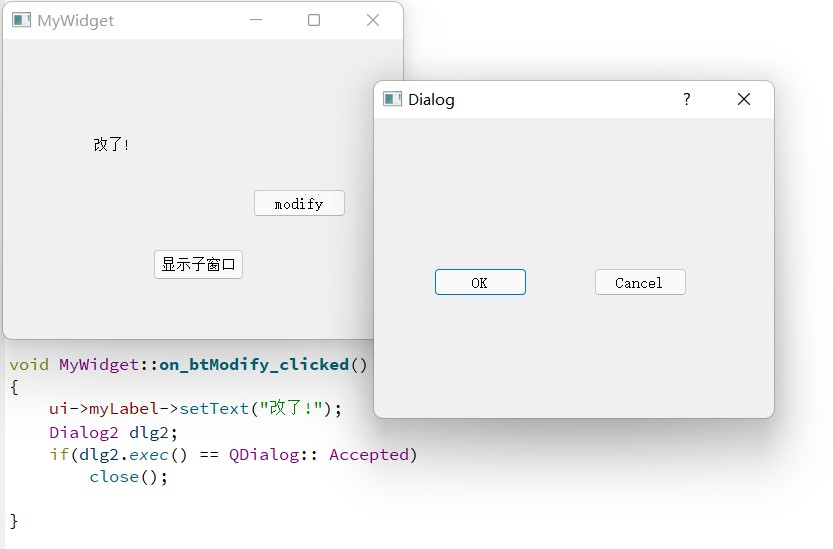 MyWidget
改了!
modify
显示子窗口
Dialog
?
OK
Cancel
void MyWidget::on_btModify_clicked()
{
    ui->myLabel->setText("改了!");
    Dialog2 dlg2;
    if(dlg2.exec() == QDialog:: Accepted)
        close();
}